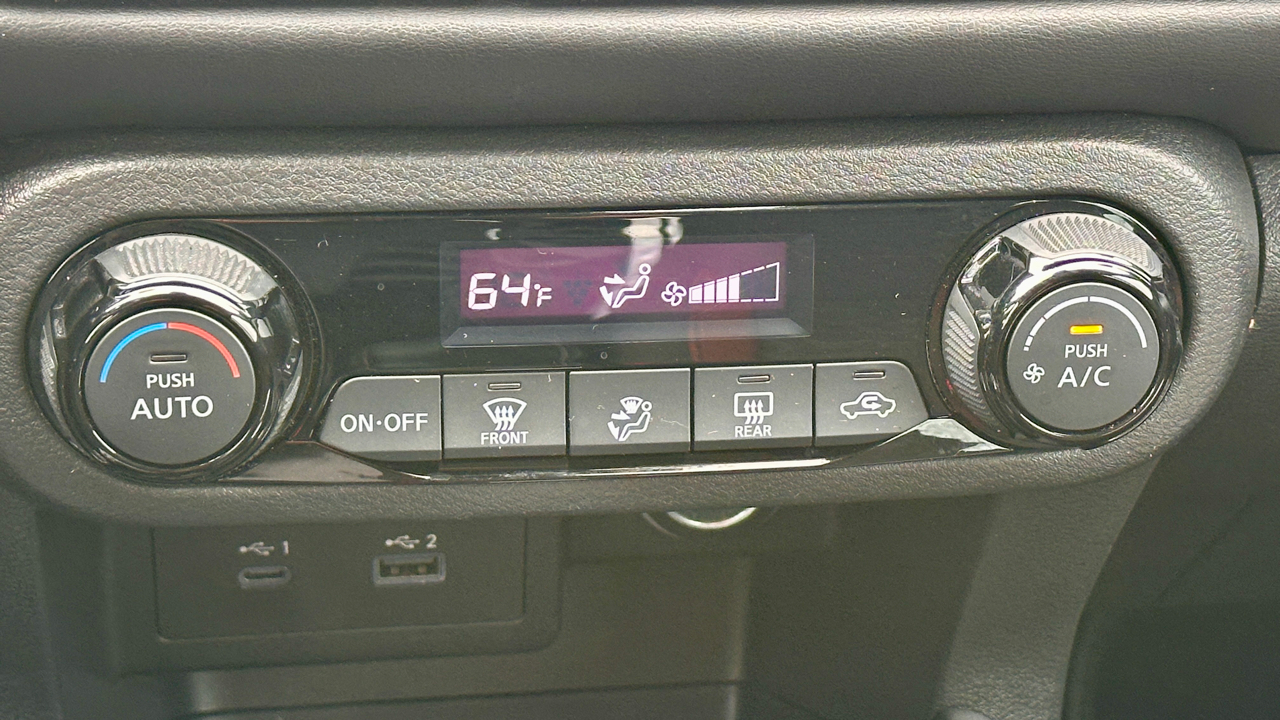 64°F
PUSH
AUTO
PUSH
A/C
ON·OFF
FRONT
REAR
1
2